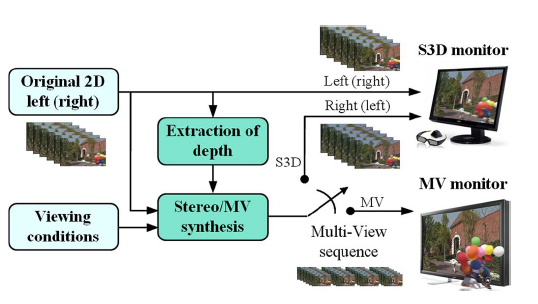 S3D monitor
Original 2D
left (right)
Left (right)
Right (left)
Extraction of
depth
S3D
MV monitor
Viewing
conditions
Stereo/MV
synthesis
MV
Multi-View
sequence